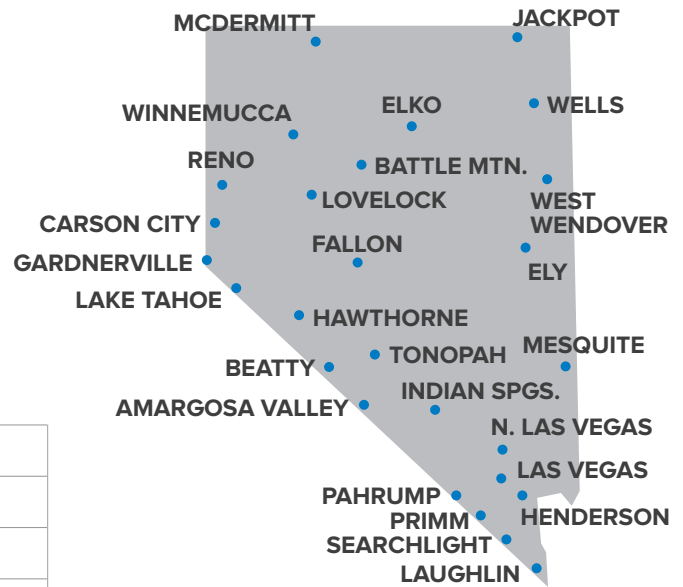 MCDERMITT
JACKPOT
WINNEMUCCA
ELKO
WELLS
RENO
BATTLE MTN.
LOVELOCK
WEST
WENDOVER
CARSON CITY
FALLON
GARDNERVILLE
ELY
LAKE TAHOE
HAWTHORNE
TONOPAH
MESQUITE
BEATTY
INDIAN SPGS.
AMARGOSA VALLEY
N. LAS VEGAS
LAS VEGAS
PAHRUMP
HENDERSON
PRIMM
SEARCHLIGHT
LAUGHLIN